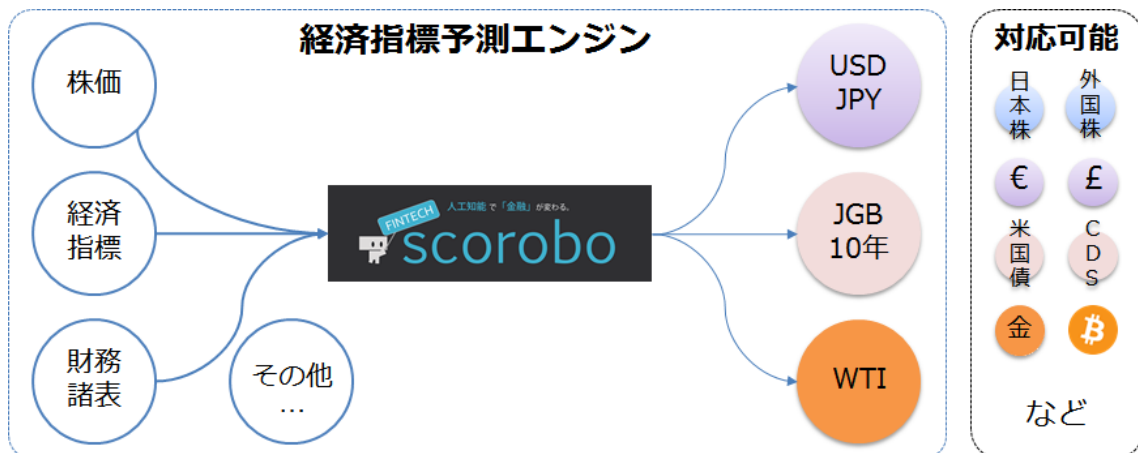 経済指標予測エンジン
株価
経済
指標
財務
諸表
その他
…
人工知能で「金融」が変わる。
FINTECH
scorobo
USD
JPY
JGB
10年
WTI
対応可能
日本株
外国株
€
£
米国債
CDS
金
₿
など